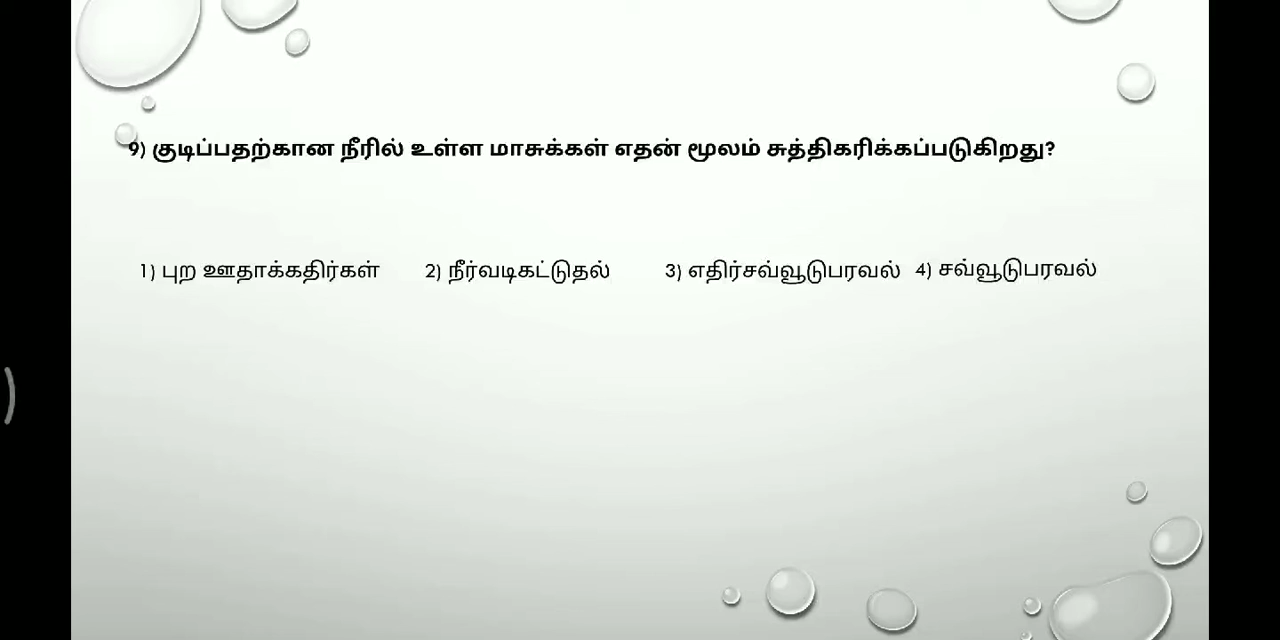 9) குடிப்பதற்கான நீரில் உள்ள மாசுக்கள் எதன் மூலம் சுத்திகரிக்கப்படுகிறது?
1) புற ஊதாக்கதிர்கள் 2) நீர்வடிகட்டுதல் 3) எதிர்சவ்வூடுபரவல் 4) சவ்வூடுபரவல்